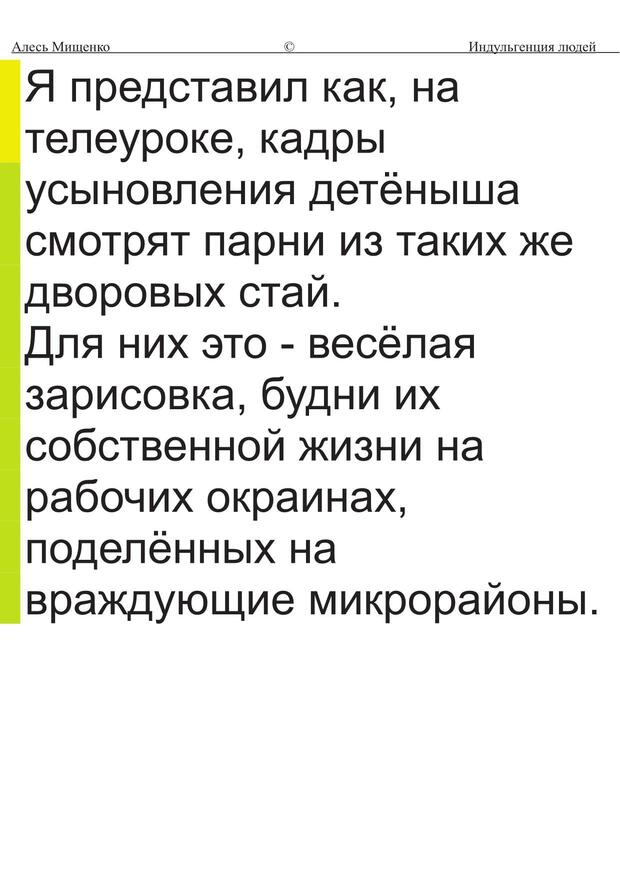 Алесь Мищенко © Индульгенция людей
Я представил как, на
телеуроке, кадры
усыновления детёныша
смотрят парни из таких же
дворовых стай.
Для них это - весёлая
зарисовка, будни их
собственной жизни на
рабочих окраинах,
поделённых на
враждующие микрорайоны.